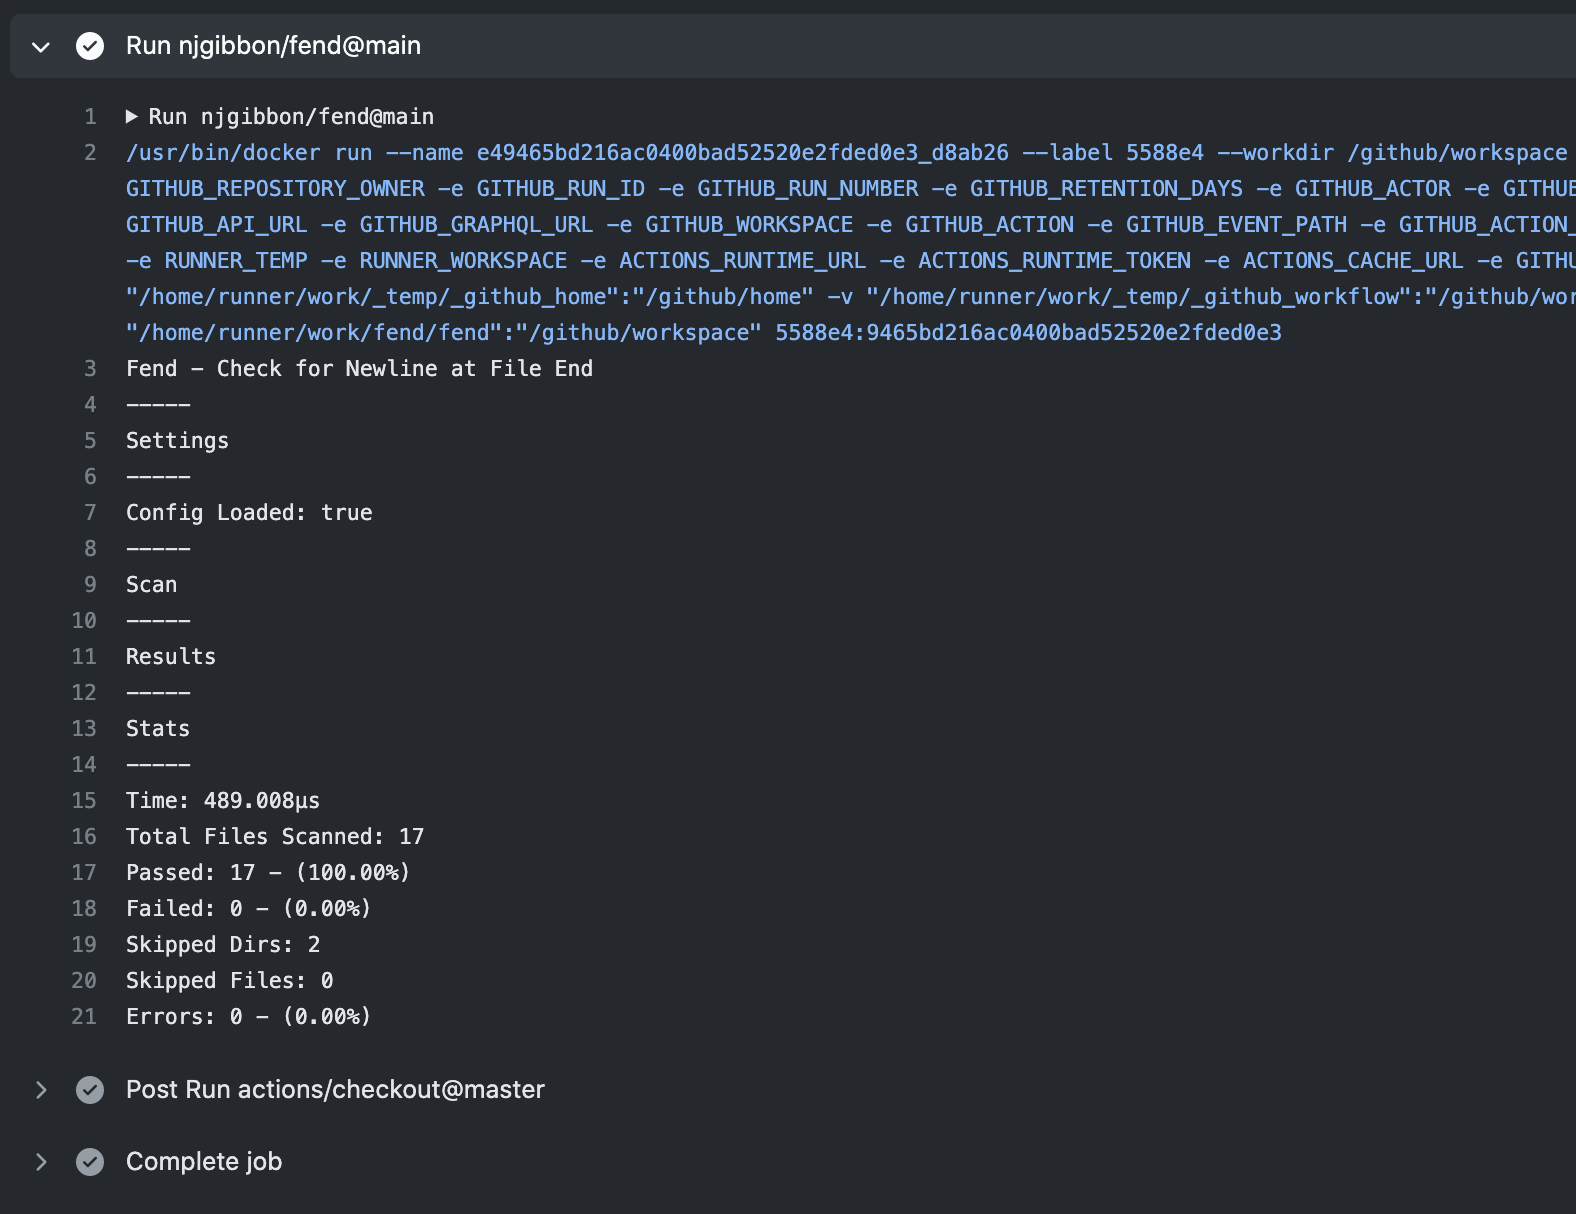 Run njgibbon/fend@main
1 Run njgibbon/fend@main
2 /usr/bin/docker run --name e49465bd216ac0400bad52520e2fded0e3_d8ab26 --label 5588e4 --workdir /github/workspace
GITHUB_REPOSITORY_OWNER -e GITHUB_RUN_ID -e GITHUB_RUN_NUMBER -e GITHUB_RETENTION_DAYS -e GITHUB_ACTOR -e GITHUB
GITHUB_API_URL -e GITHUB_GRAPHQL_URL -e GITHUB_WORKSPACE -e GITHUB_ACTION -e GITHUB_EVENT_PATH -e GITHUB_ACTION_
-e RUNNER_TEMP -e RUNNER_WORKSPACE -e ACTIONS_RUNTIME_URL -e ACTIONS_RUNTIME_TOKEN -e ACTIONS_CACHE_URL -e GITHU
"/home/runner/work/_temp/_github_home":"/github/home" -v "/home/runner/work/_temp/_github_workflow":"/github/wor
"/home/runner/work/fend/fend":"/github/workspace" 5588e4:9465bd216ac0400bad52520e2fded0e3
3 Fend - Check for Newline at File End
4 -----
5 Settings
6 -----
7 Config Loaded: true
8 -----
9 Scan
10 -----
11 Results
12 -----
13 Stats
14 -----
15 Time: 489.008µs
16 Total Files Scanned: 17
17 Passed: 17 - (100.00%)
18 Failed: 0 - (0.00%)
19 Skipped Dirs: 2
20 Skipped Files: 0
21 Errors: 0 - (0.00%)
Post Run actions/checkout@master
Complete job